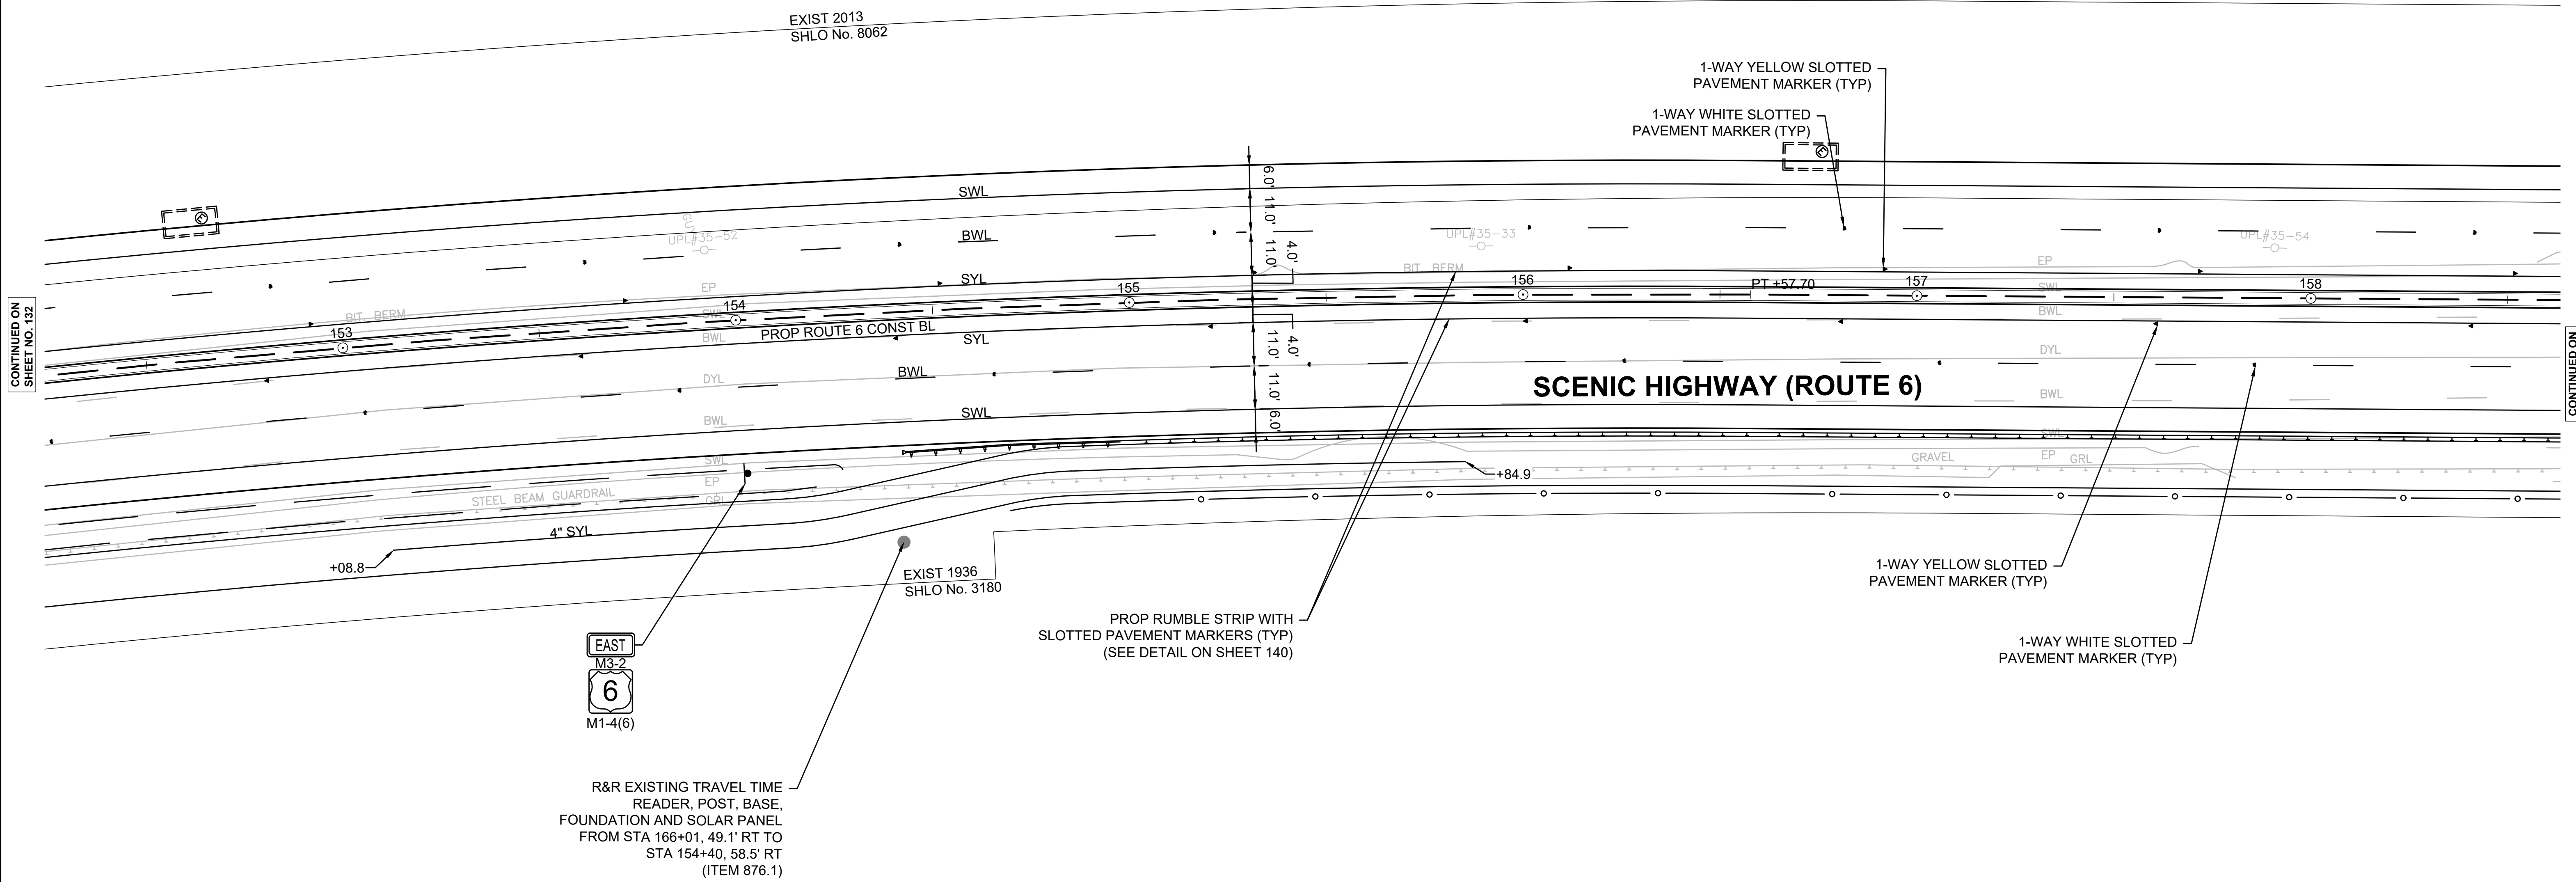 EXIST 2013
SHLO No. 8062
1-WAY YELLOW SLOTTED
PAVEMENT MARKER (TYP)
1-WAY WHITE SLOTTED
PAVEMENT MARKER (TYP)
E
E
SWL
6.0'
11.0'
11.0'
4.0'
UPL#35-52
BWL
UPL#35-33
UPL#35-54
SYL
BIT. BERM
EP
EP
153
154
155
156
PT +57.70
157
158
SWL
BIT. BERM
SWL
BWL
PROP ROUTE 6 CONST BL
BWL
SYL
4.0'
11.0'
11.0'
6.0'
CONTINUED ON
SHEET NO. 132
CONTINUED ON
DYL
DYL
BWL
SCENIC HIGHWAY (ROUTE 6)
BWL
BWL
SWL
SWL
SWL
EP
GRL
STEEL BEAM GUARDRAIL
GRAVEL
EP
GRL
+84.9
4" SYL
+08.8
EXIST 1936
SHLO No. 3180
EAST
M3-2
6
M1-4(6)
PROP RUMBLE STRIP WITH
SLOTTED PAVEMENT MARKERS (TYP)
(SEE DETAIL ON SHEET 140)
1-WAY YELLOW SLOTTED
PAVEMENT MARKER (TYP)
1-WAY WHITE SLOTTED
PAVEMENT MARKER (TYP)
R&R EXISTING TRAVEL TIME
READER, POST, BASE,
FOUNDATION AND SOLAR PANEL
FROM STA 166+01, 49.1' RT TO
STA 154+40, 58.5' RT
(ITEM 876.1)